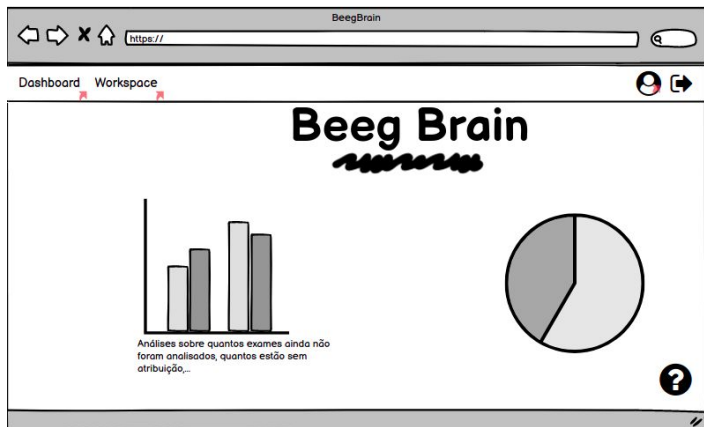 BeegBrain
https://
Dashboard Workspace
Beeg Brain
Análises sobre quantos exames ainda não
foram analisados, quantos estão sem
atribuição,...
?